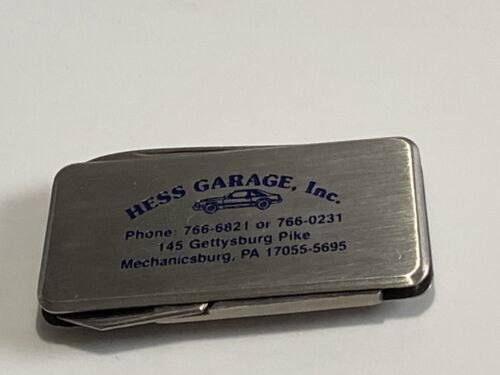 HESS GARAGE, Inc.
Phone: 766-6821 or 766-0231
145 Gettysburg Pike
Mechanicsburg, PA 17055-5695